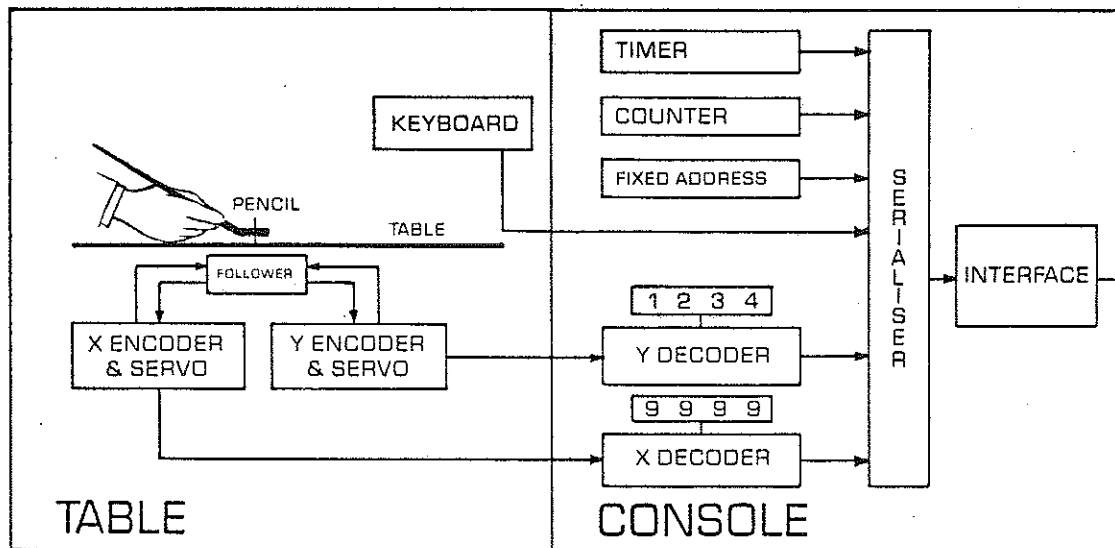 KEYBOARD
PENCIL
TABLE
FOLLOWER
X ENCODER
& SERVO
Y ENCODER
& SERVO
TABLE
TIMER
COUNTER
FIXED ADDRESS
1 2 3 4
Y DECODER
9 9 9 9
X DECODER
CONSOLE
SERIALISER
INTERFACE